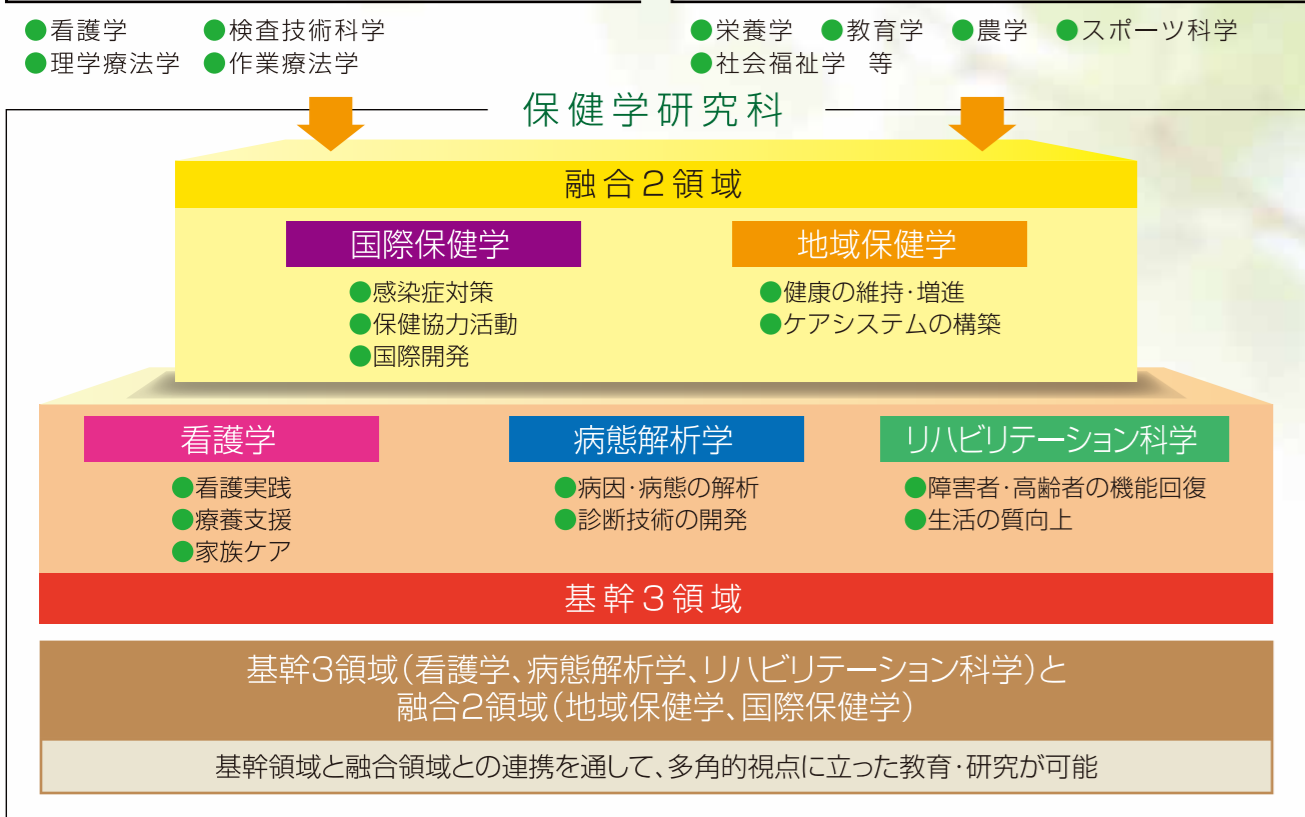 ●看護学 ●検査技術科学
●理学療法学 ●作業療法学
●栄養学 ●教育学 ●農学 ●スポーツ科学
●社会福祉学 等
保健学研究科
融合2領域
国際保健学
●感染症対策
●保健協力活動
●国際開発
地域保健学
●健康の維持・増進
●ケアシステムの構築
看護学
●看護実践
●療養支援
●家族ケア
病態解析学
●病因・病態の解析
●診断技術の開発
リハビリテーション科学
●障害者・高齢者の機能回復
●生活の質向上
基幹3領域
基幹3領域(看護学、病態解析学、リハビリテーション科学)と
融合2領域(地域保健学、国際保健学)
基幹領域と融合領域との連携を通して、多角的視点に立った教育・研究が可能